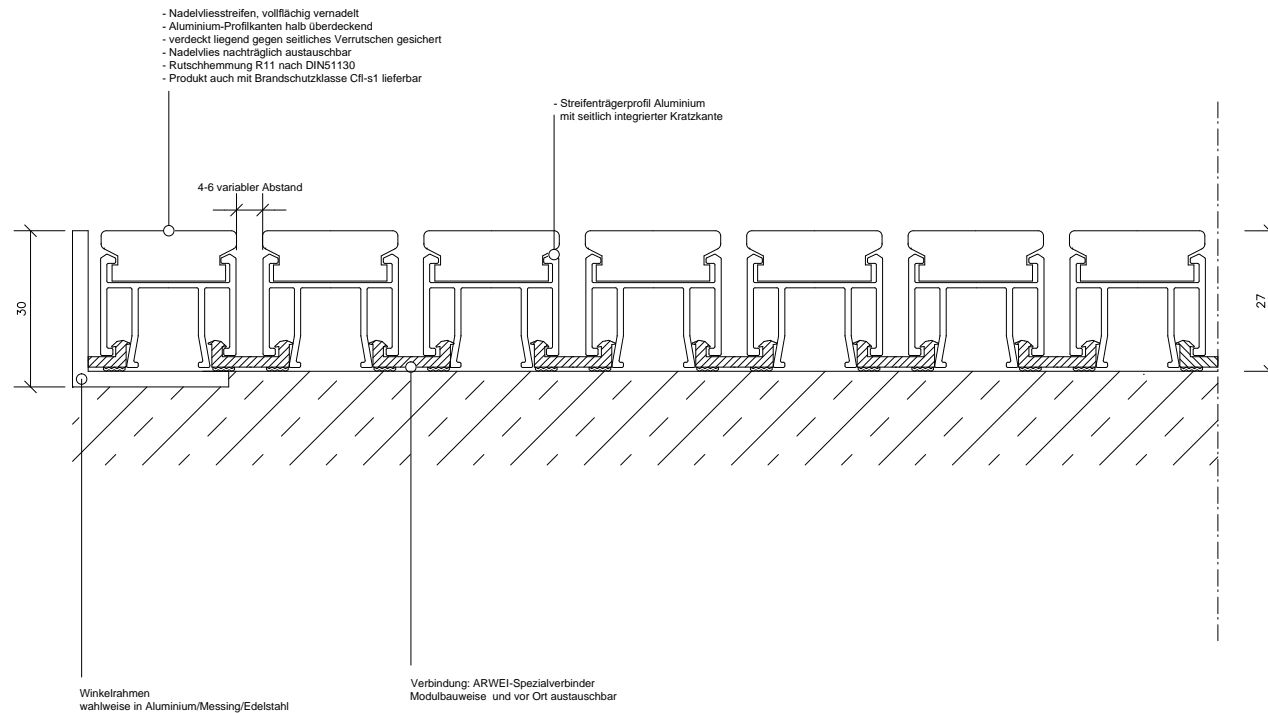 - Nadelvliesstreifen, vollflächig vernadelt
- Aluminium-Profilkanten halb überdeckend
- verdeckt liegend gegen seitliches Verrutschen gesichert
- Nadelvlies nachträglich austauschbar
- Rutschhemmung R11 nach DIN51130
- Produkt auch mit Brandschutzklasse Cfl-s1 lieferbar
- Streifenträgerprofil Aluminium
mit seitlich integrierter Kratzkante
4-6 variabler Abstand
30
27
Verbindung: ARWEI-Spezialverbinder
Modulbauweise und vor Ort austauschbar
Winkelrahmen
wahlweise in Aluminium/Messing/Edelstahl